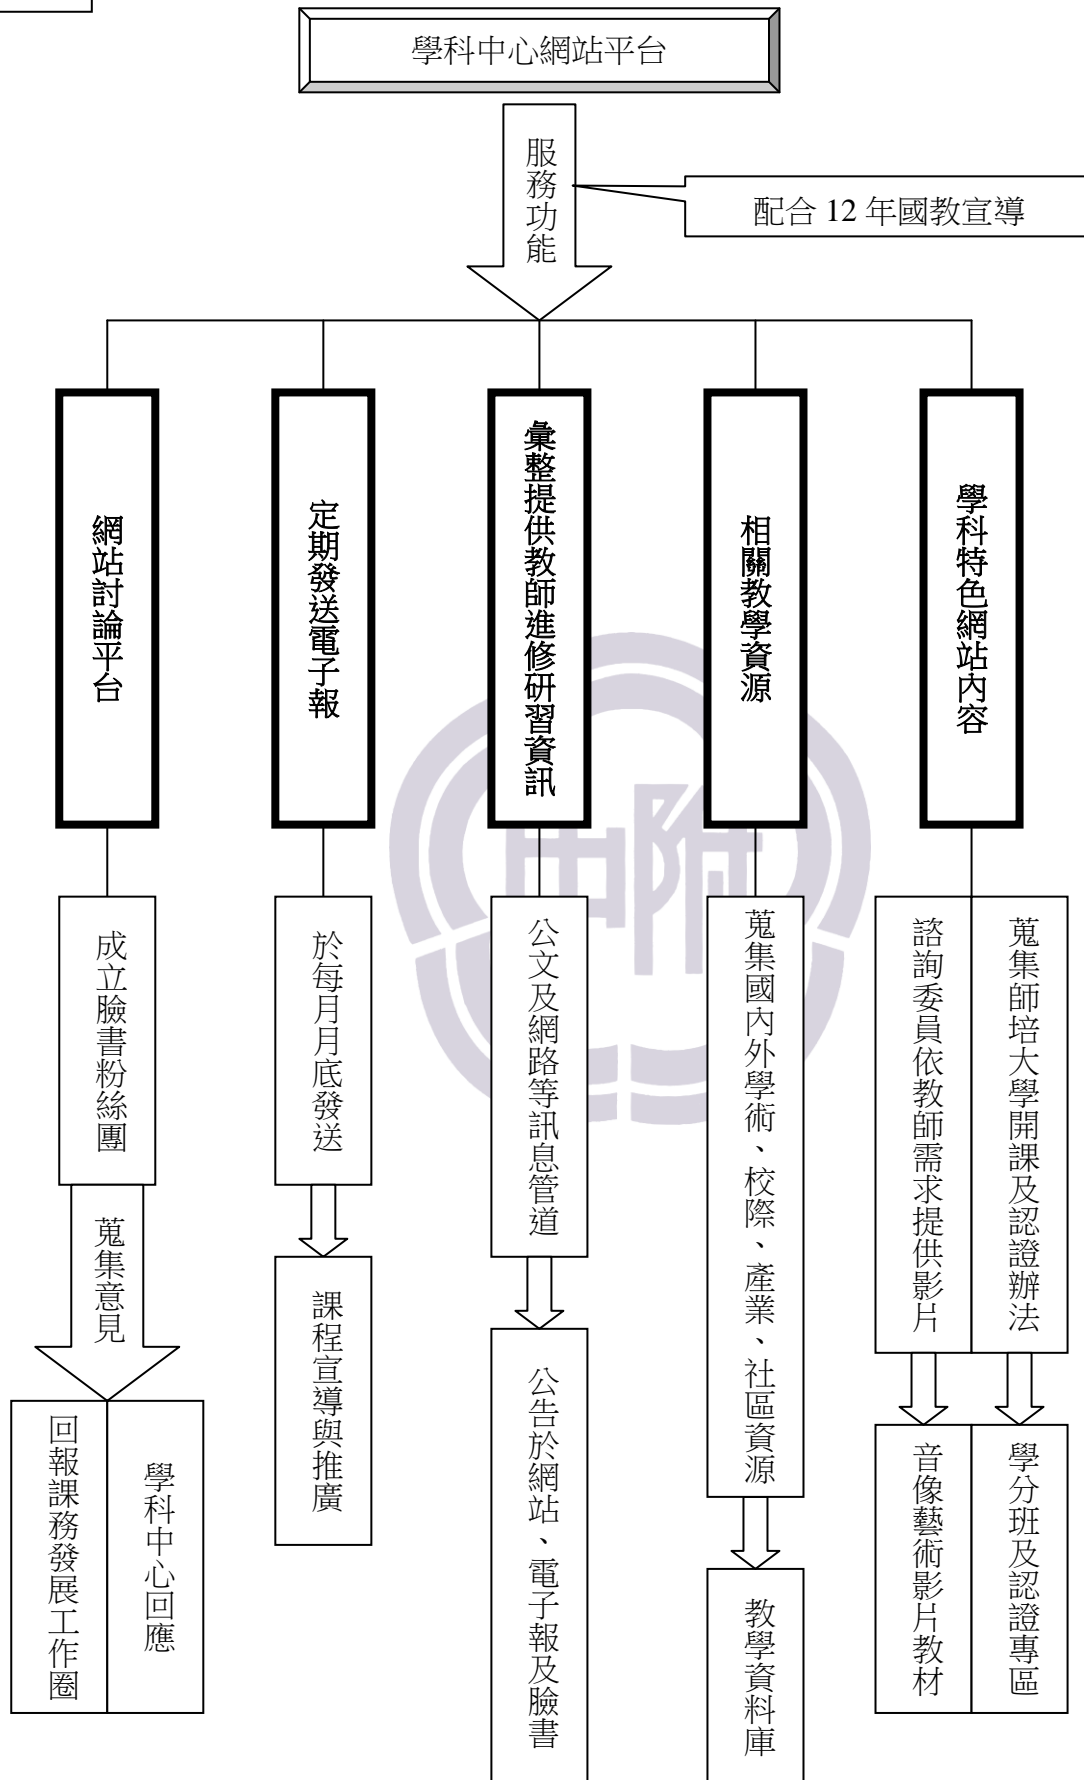 學科中心網站平台
服務功能
配合 12 年國教宣導
學科特色網站內容
相關教學資源
彙整提供教師進修研習資訊
定期發送電子報
網站討論平台
蒐集師培大學開課及認證辦法
諮詢委員依教師需求提供影片
蒐集國內外學術、校際、產業、社區資源
公文及網路等訊息管道
於每月月底發送
成立臉書粉絲團
蒐集意見
學分班及認證專區
音像藝術影片教材
教學資料庫
公告於網站、電子報及臉書
課程宣導與推廣
學科中心回應
回報課務發展工作圈
中附